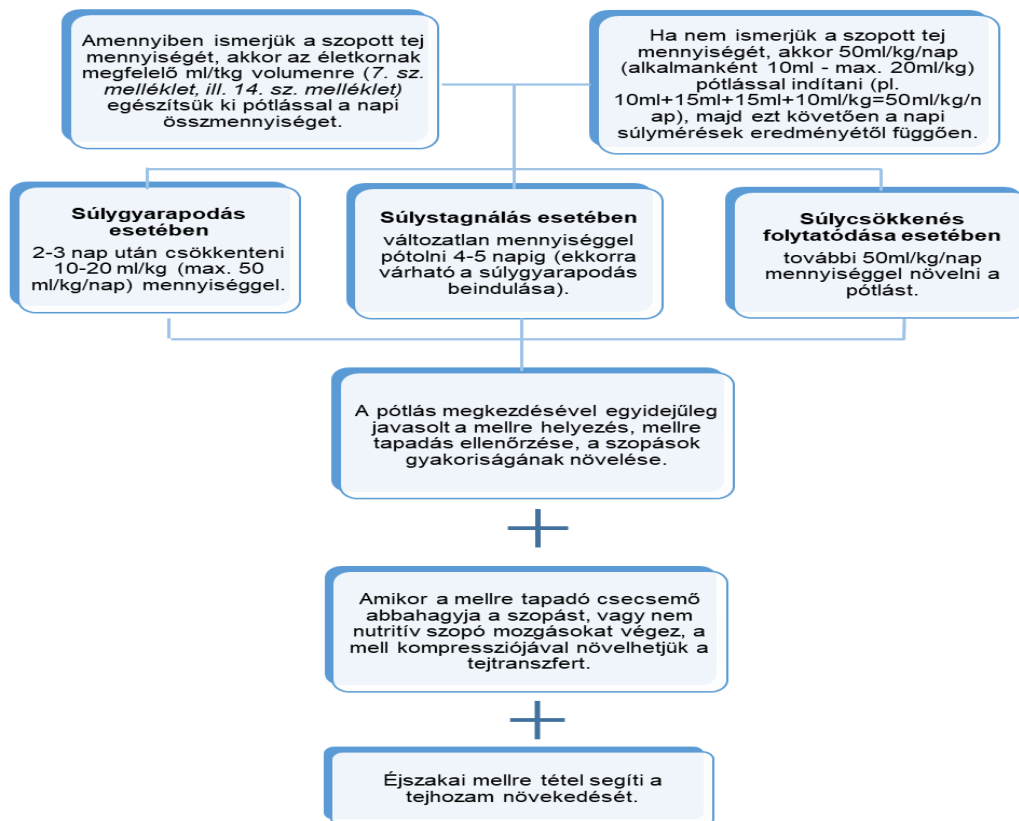 Amennyiben ismerjük a szopott tej
mennyiségét, akkor az életkornak
megfelelő ml/tkg volumenre (7. sz.
melléklet, ill. 14. sz. melléklet)
egészítsük ki pótlással a napi
összmennyiséget.
Ha nem ismerjük a szopott tej
mennyiségét, akkor 50ml/kg/nap
(alkalmanként 10ml - max. 20ml/kg)
pótlással indítani (pl.
10ml+15ml+15ml+10ml/kg=50ml/kg/n
ap), majd ezt követően a napi
súlymérések eredményétől függően.
Súlygyarapodás
esetében
2-3 nap után csökkenteni
10-20 ml/kg (max. 50
ml/kg/nap) mennyiséggel.
Súlystagnálás esetében
változatlan mennyiséggel
pótolni 4-5 napig (ekkorra
várható a súlygyarapodás
beindulása).
Súlycsökkenés
folytatódása esetében
további 50ml/kg/nap
mennyiséggel növelni a
pótlást.
A pótlás megkezdésével egyidejűleg
javasolt a mellre helyezés, mellre
tapadás ellenőrzése, a szopások
gyakoriságának növelése.
Amikor a mellre tapadó csecsemő
abbahagyja a szopást, vagy nem
nutritív szopó mozgásokat végez, a
mell kompressziójával növelhetjük a
tejtranszfert.
Éjszakai mellre tétel segíti a
tejhozam növekedését.